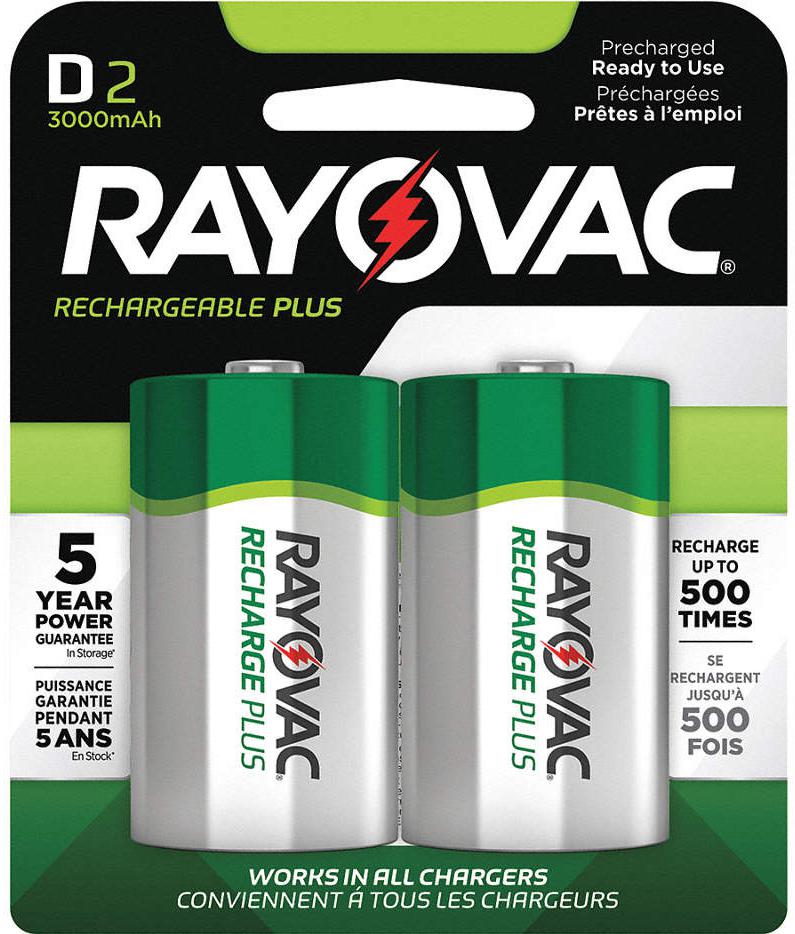 D 2
3000mAh
Precharged
Ready to Use
Préchargées
Prêtes à l'emploi
RAYOVAC®
RECHARGEABLE PLUS
5
YEAR
POWER
GUARANTEE
In Storage*
PUISSANCE
GARANTIE
PENDANT
5 ANS
En Stock*
RAYOVAC®
RECHARGE PLUS
RAYOVAC®
RECHARGE PLUS
RECHARGE
UP TO
500
TIMES
SE
RECHARGENT
JUSQU'À
500
FOIS
WORKS IN ALL CHARGERS
CONVIENNENT Á TOUS LES CHARGEURS